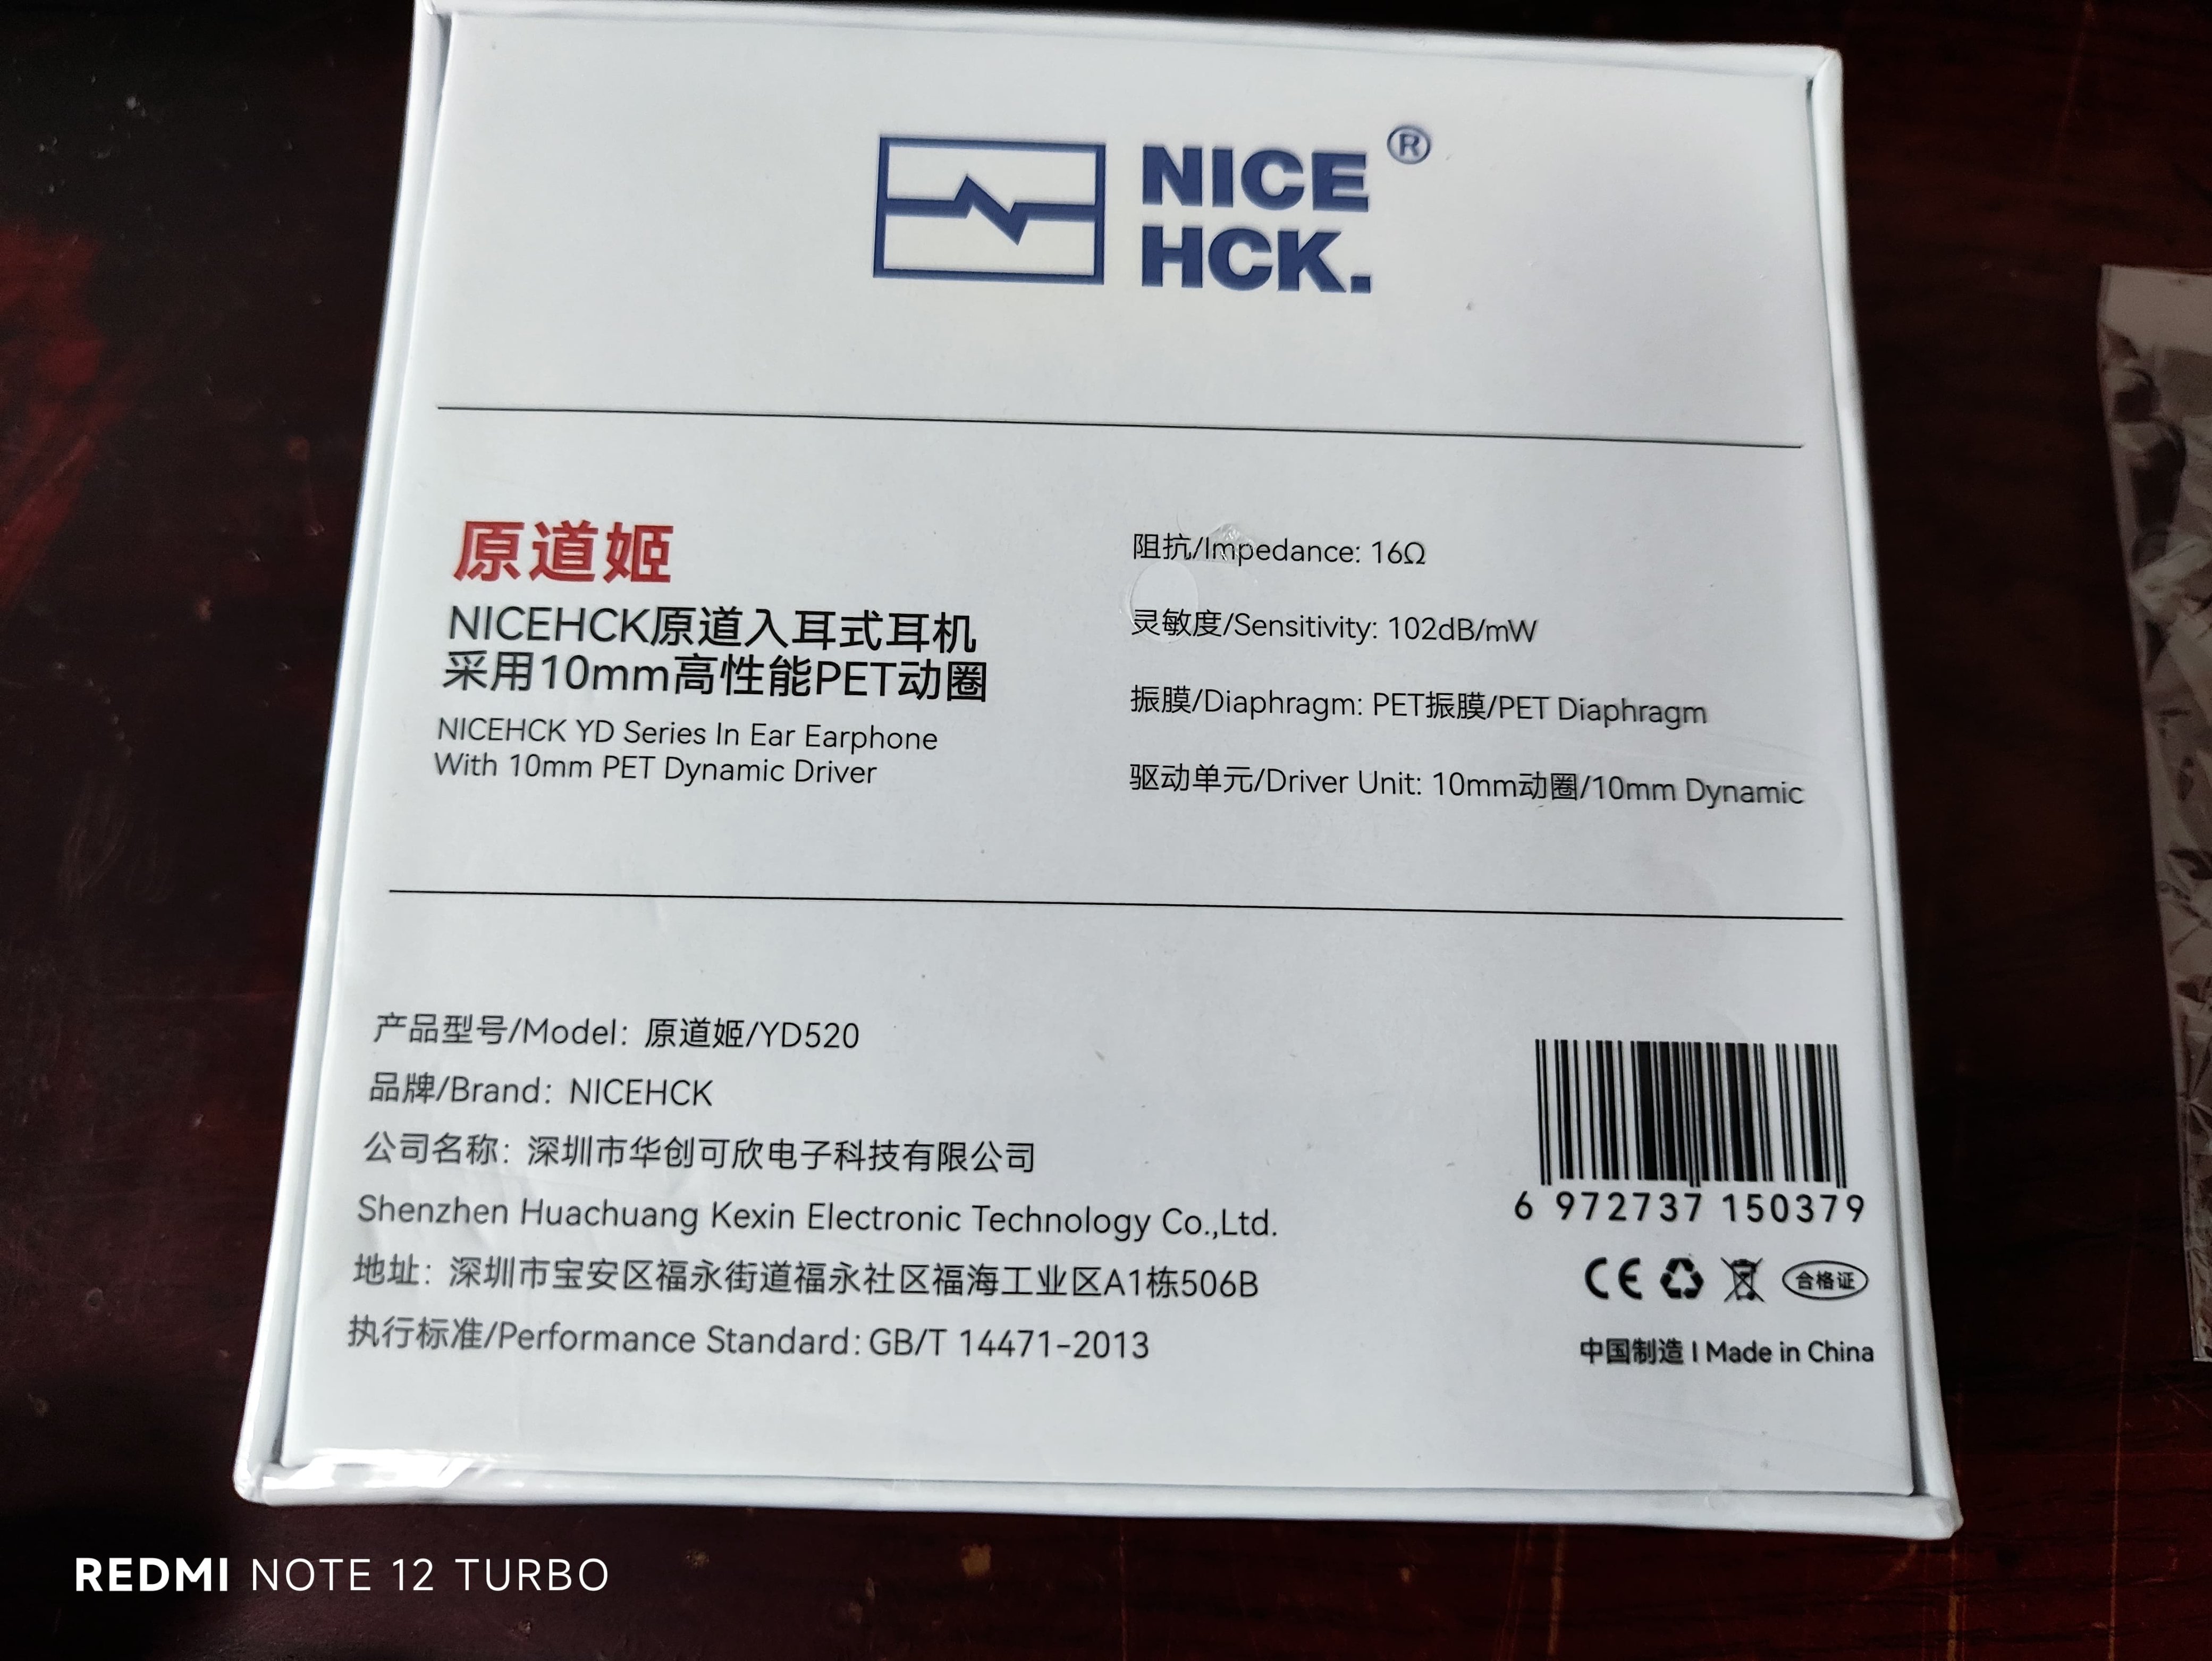 NICE ®
HCK.
原道姬
NICEHCK原道入耳式耳机
采用10mm高性能PET动圈
NICEHCK YD Series In Ear Earphone
With 10mm PET Dynamic Driver
阻抗/Impedance: 16Ω
灵敏度/Sensitivity: 102dB/mW
振膜/Diaphragm: PET振膜/PET Diaphragm
驱动单元/Driver Unit: 10mm动圈/10mm Dynamic
产品型号/Model: 原道姬/YD520
品牌/Brand: NICEHCK
公司名称: 深圳市华创可欣电子科技有限公司
Shenzhen Huachuang Kexin Electronic Technology Co.,Ltd.
地址: 深圳市宝安区福永街道福永社区福海工业区A1栋506B
执行标准/Performance Standard: GB/T 14471-2013
6 972737 150379
CE 合格证
中国制造 | Made in China
REDMI NOTE 12 TURBO